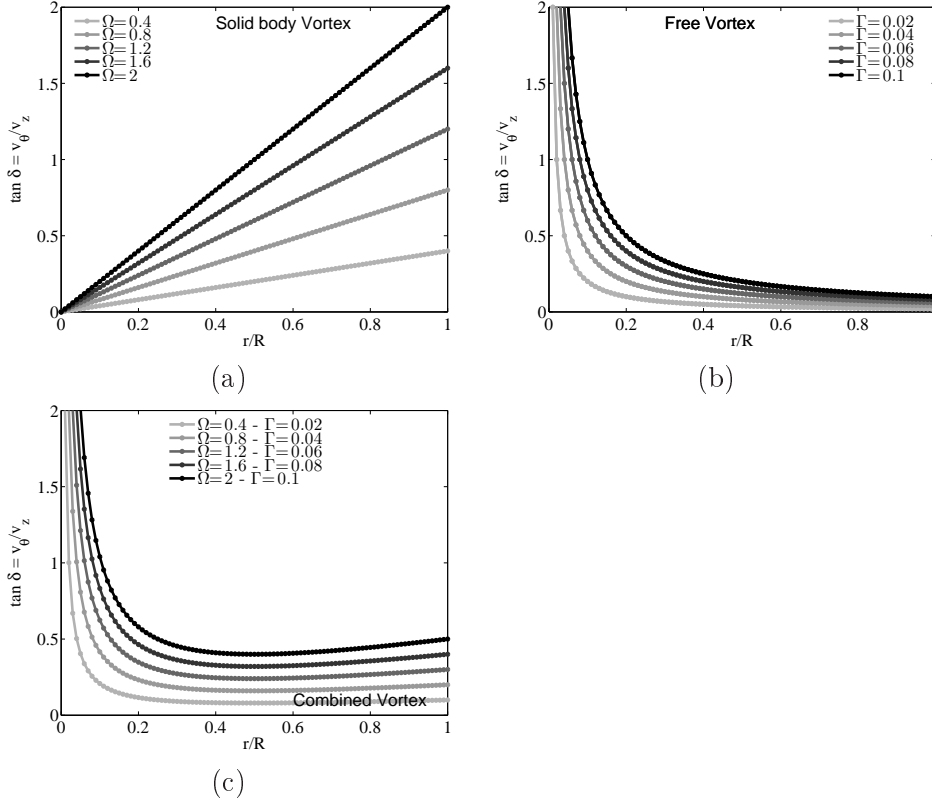 Solid body Vortex
Ω=0.4
Ω=0.8
Ω=1.2
Ω=1.6
Ω=2
tan δ = v_θ/v_z
2
1.5
1
0.5
0
0 0.2 0.4 0.6 0.8 1
r/R
(a)
Free Vortex
Γ=0.02
Γ=0.04
Γ=0.06
Γ=0.08
Γ=0.1
tan δ = v_θ/v_z
2
1.5
1
0.5
0
0 0.2 0.4 0.6 0.8
r/R
(b)
Ω=0.4 - Γ=0.02
Ω=0.8 - Γ=0.04
Ω=1.2 - Γ=0.06
Ω=1.6 - Γ=0.08
Ω=2 - Γ=0.1
tan δ = v_θ/v_z
2
1.5
1
0.5
0
Combined Vortex
0 0.2 0.4 0.6 0.8 1
r/R
(c)